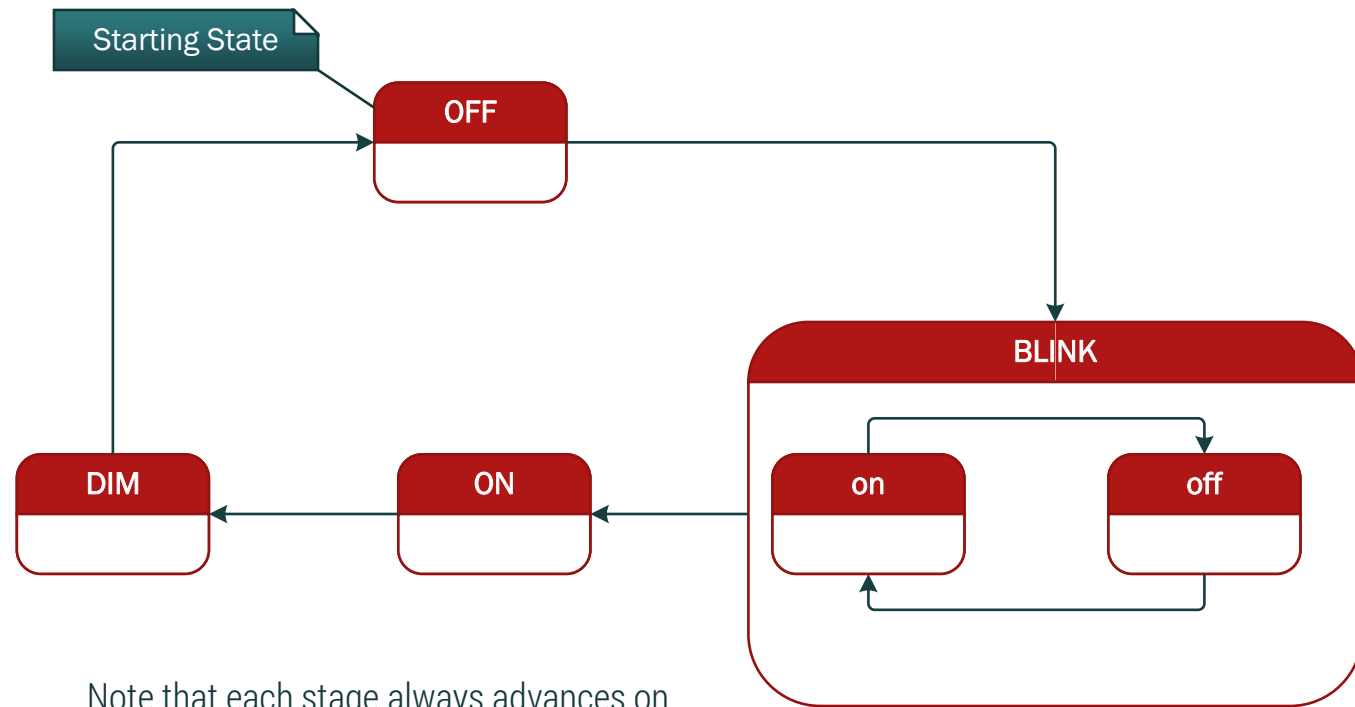 Starting State
OFF
BLINK
DIM
ON
on
off
Note that each stage always advances on